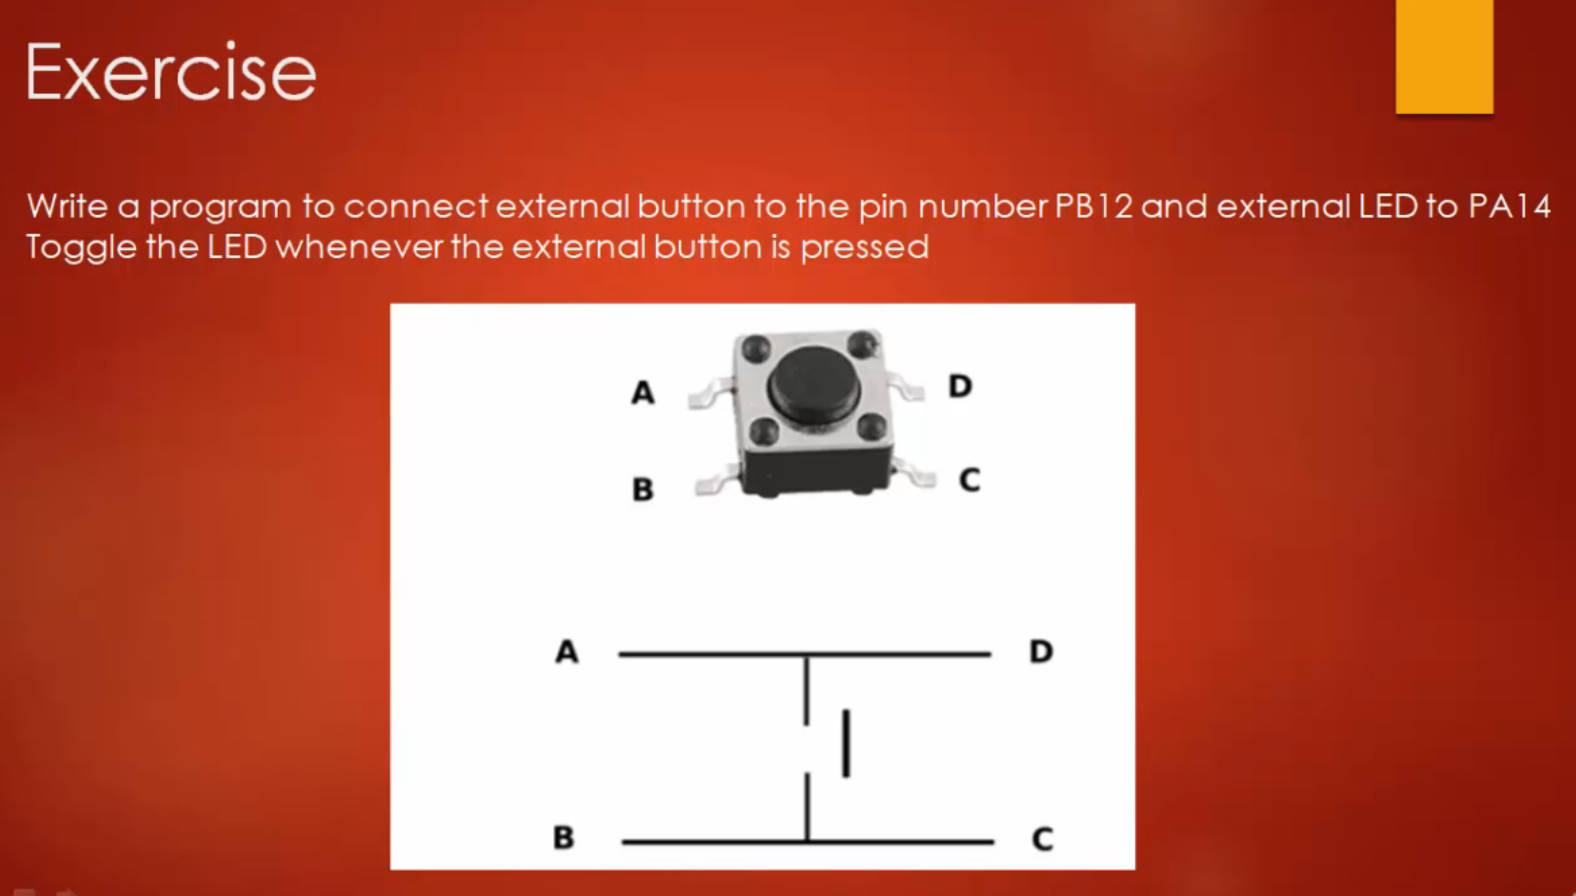 Exercise
Write a program to connect external button to the pin number PB12 and external LED to PA14
Toggle the LED whenever the external button is pressed
A D
B C
A D
B C